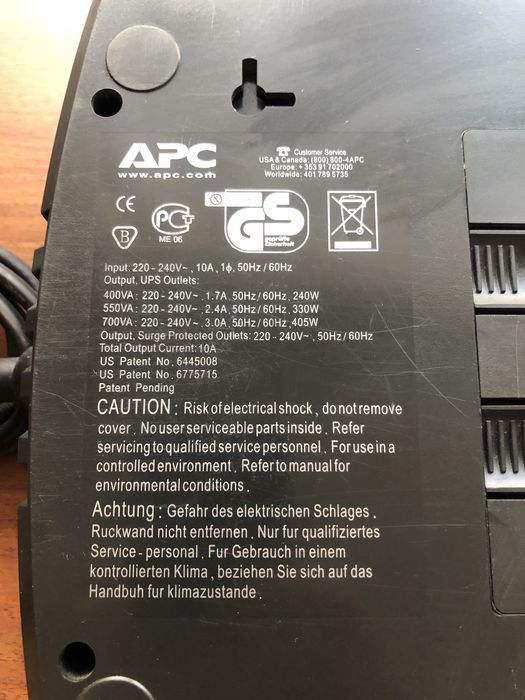 APC
www.apc.com
Customer Service
USA & Canada: (800) 800-4APC
Europe: +353 91 702000
Worldwide: 401 789 5735
CE
PCT
ME 06
B
GS
geprüfte
Sicherheit
Input: 220 - 240V~, 10A, 1ϕ, 50Hz / 60Hz
Output, UPS Outlets:
400VA: 220 - 240V~, 1.7A, 50Hz / 60Hz, 240W
550VA: 220 - 240V~, 2.4A, 50Hz / 60Hz, 330W
700VA: 220 - 240V~, 3.0A, 50Hz / 60Hz, 405W
Output, Surge Protected Outlets: 220 - 240V~, 50Hz / 60Hz
Total Output Current: 10A
US Patent No. 6445008
US Patent No. 6775715
Patent Pending
CAUTION: Risk of electrical shock, do not remove
cover. No user serviceable parts inside. Refer
servicing to qualified service personnel. For use in a
controlled environment. Refer to manual for
environmental conditions.
Achtung: Gefahr des elektrischen Schlages.
Ruckwand nicht entfernen. Nur fur qualifiziertes
Service - personal. Fur Gebrauch in einem
kontrollierten Klima, beziehen Sie sich auf das
Handbuh fur klimazustande.